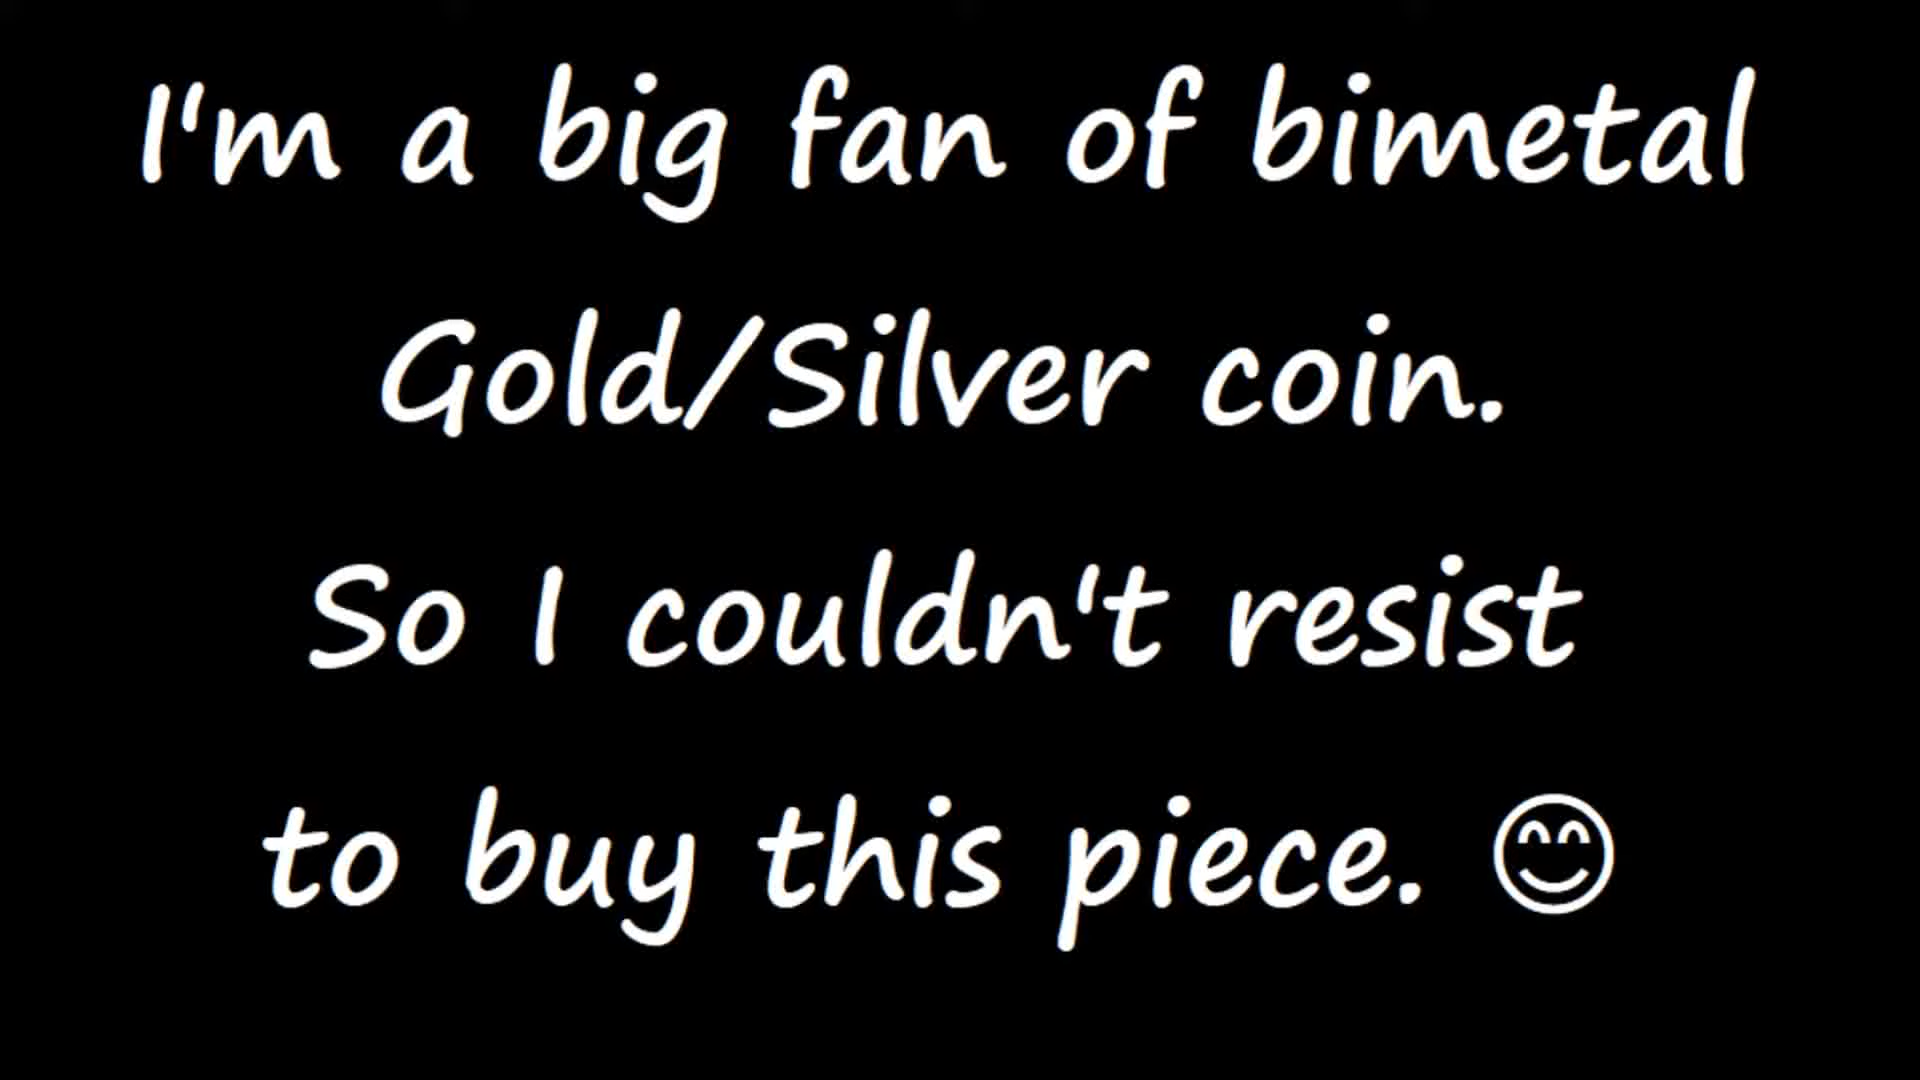 I'm a big fan of bimetal
Gold/Silver coin.
So I couldn't resist
to buy this piece. 😊